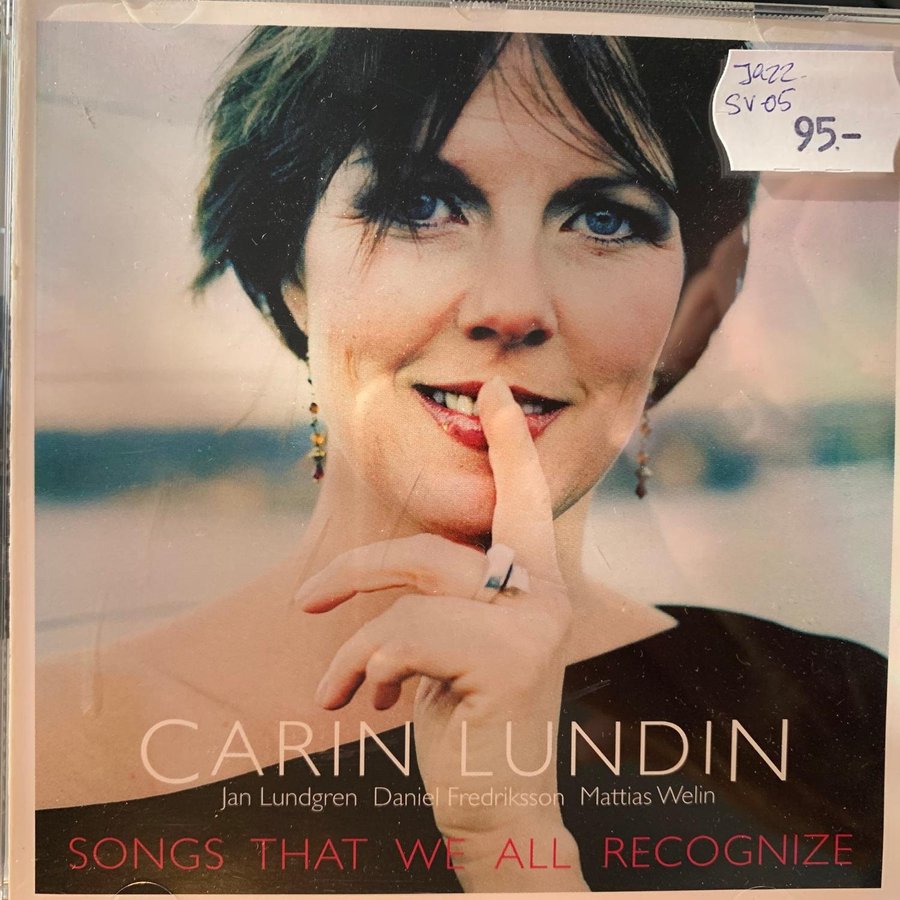 Jazz
SV-05
95.-
CARIN LUNDIN
Jan Lundgren Daniel Fredriksson Mattias Welin
SONGS THAT WE ALL RECOGNIZE